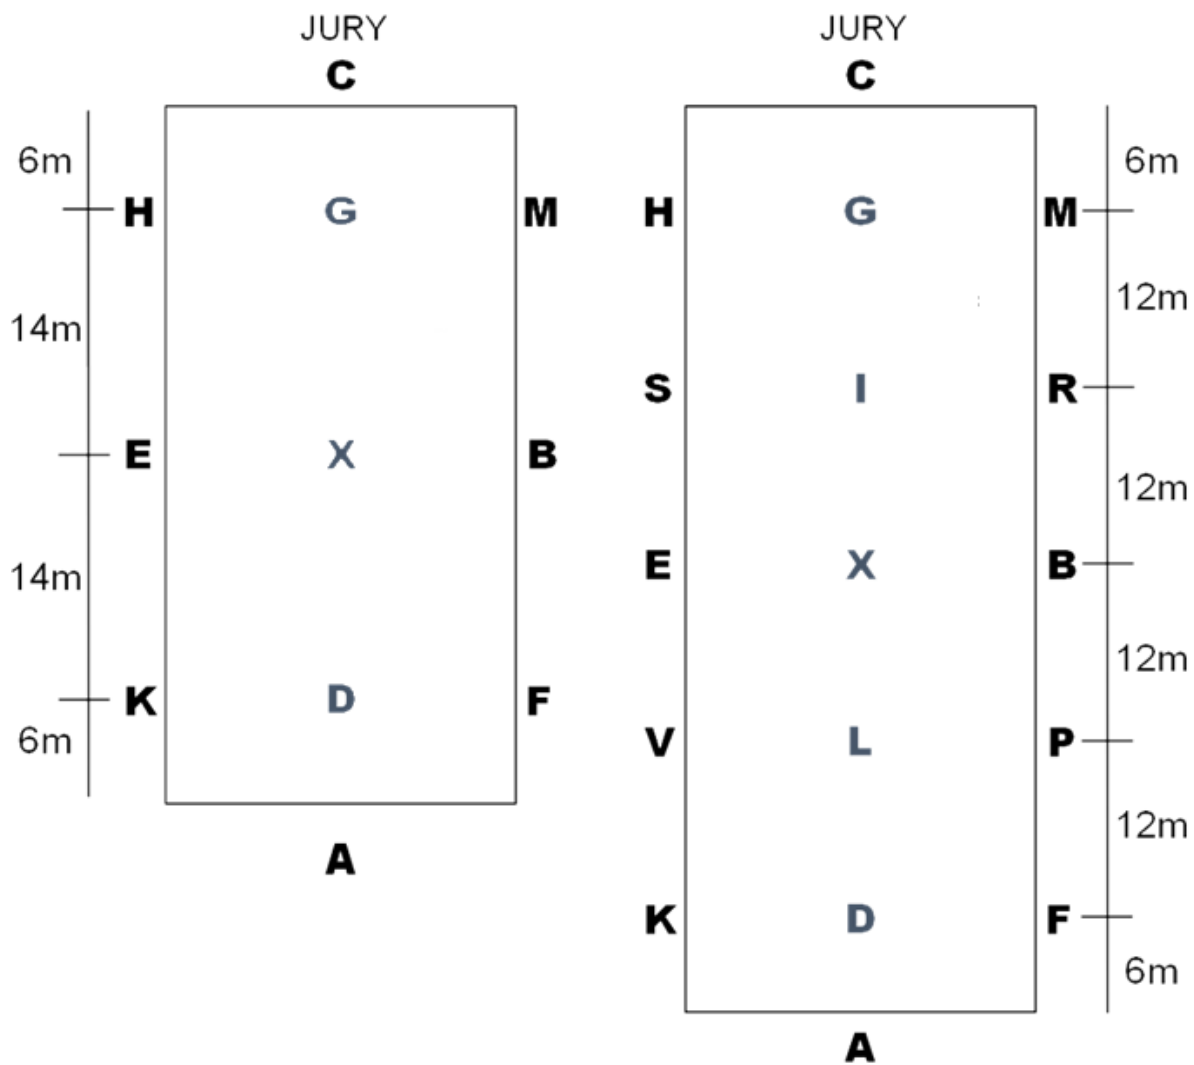 JURY JURY
C C
6m 6m
H G M H G M
12m
14m
S I R
E X B
12m
E X B
14m
12m
K D F
6m
V L P
12m
A
K D F
6m
A